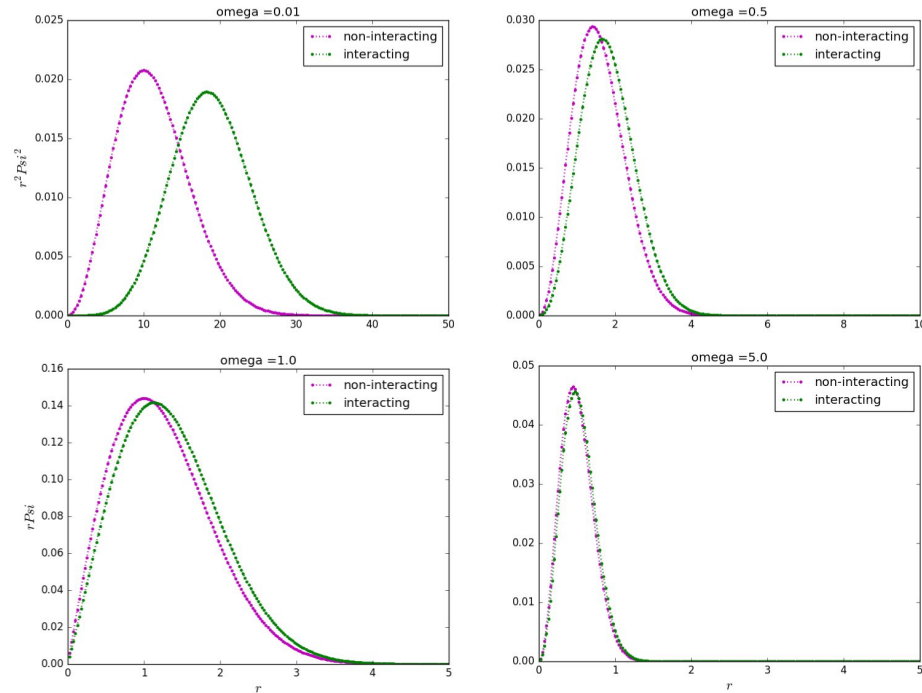 omega =0.01
non-interacting
interacting
0.025
0.020
0.015
0.010
0.005
0.000
r²Psi²
0 10 20 30 40 50
omega =0.5
non-interacting
interacting
0.030
0.025
0.020
0.015
0.010
0.005
0.000
0 2 4 6 8 10
omega =1.0
non-interacting
interacting
0.16
0.14
0.12
0.10
0.08
0.06
0.04
0.02
0.00
rPsi
0 1 2 3 4 5
r
omega =5.0
non-interacting
interacting
0.05
0.04
0.03
0.02
0.01
0.00
0 1 2 3 4 5
r